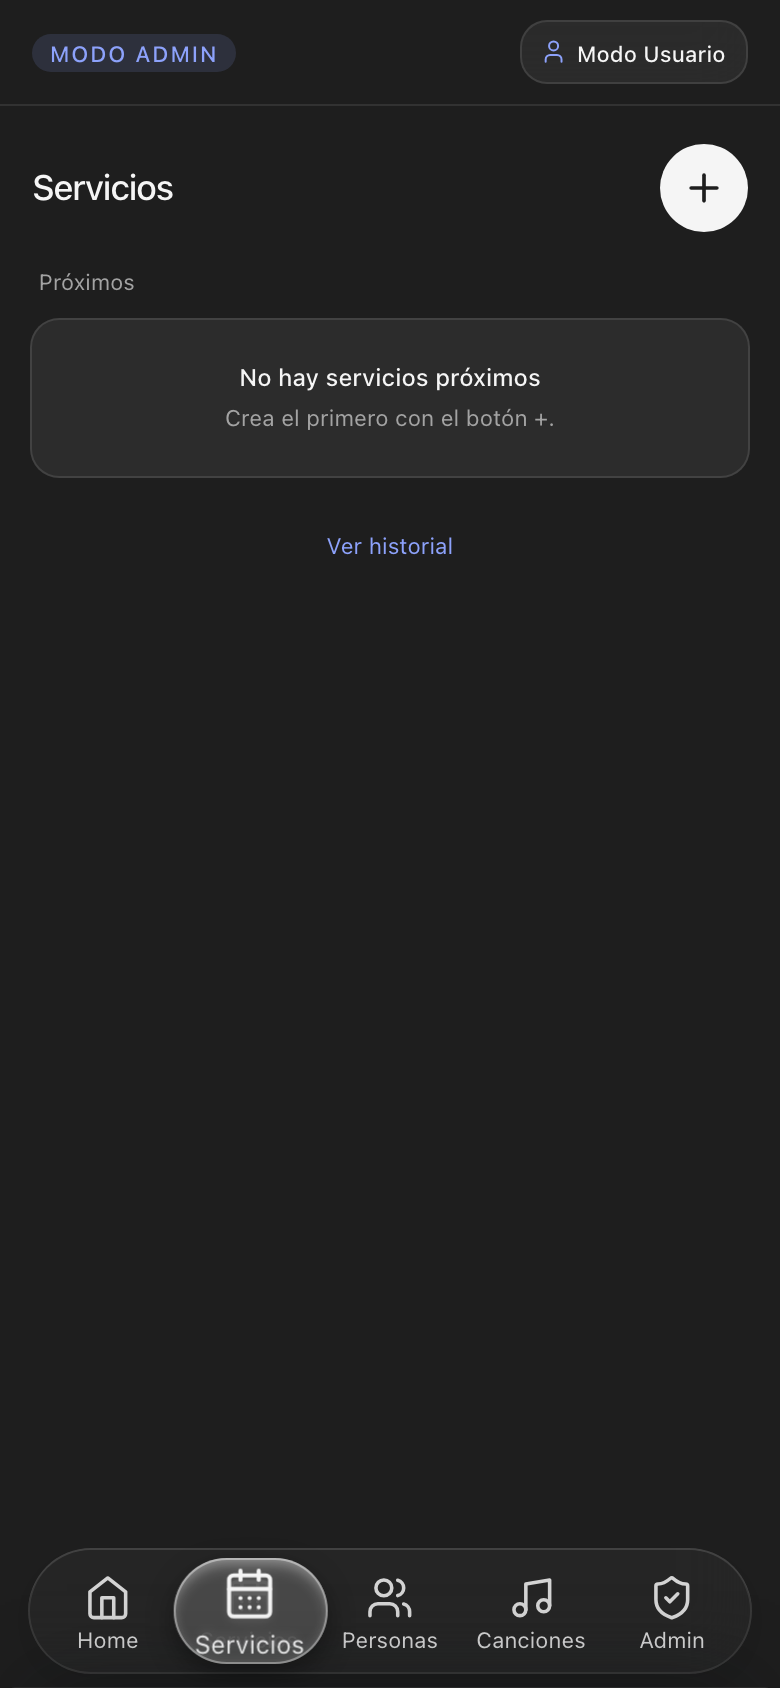 MODO ADMIN
Modo Usuario
Servicios
Próximos
No hay servicios próximos
Crea el primero con el botón +.
Ver historial
Home
Servicios
Personas
Canciones
Admin